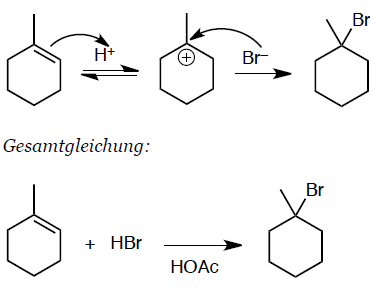 H⁺ ⊕ Br⁻ Br
Gesamtgleichung:
Br
+ HBr
HOAc